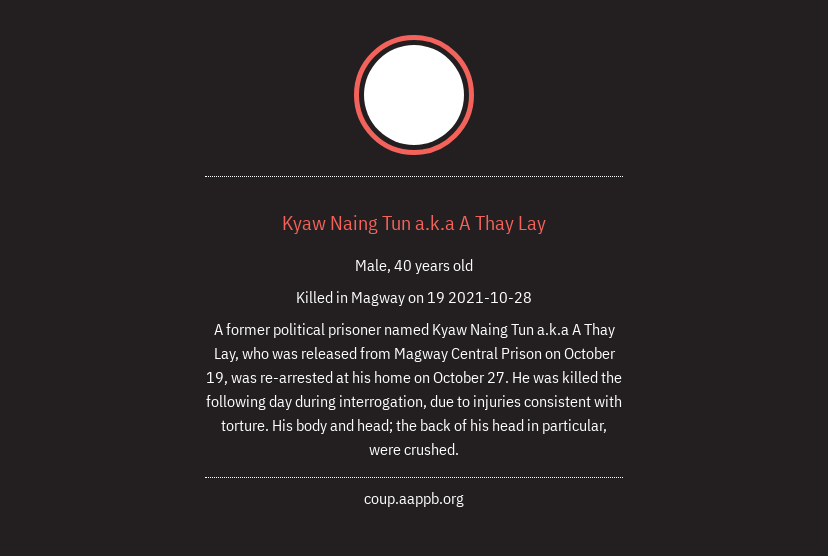 Kyaw Naing Tun a.k.a A Thay Lay
Male, 40 years old
Killed in Magway on 19 2021-10-28
A former political prisoner named Kyaw Naing Tun a.k.a A Thay
Lay, who was released from Magway Central Prison on October
19, was re-arrested at his home on October 27. He was killed the
following day during interrogation, due to injuries consistent with
torture. His body and head; the back of his head in particular,
were crushed.
coup.aappb.org